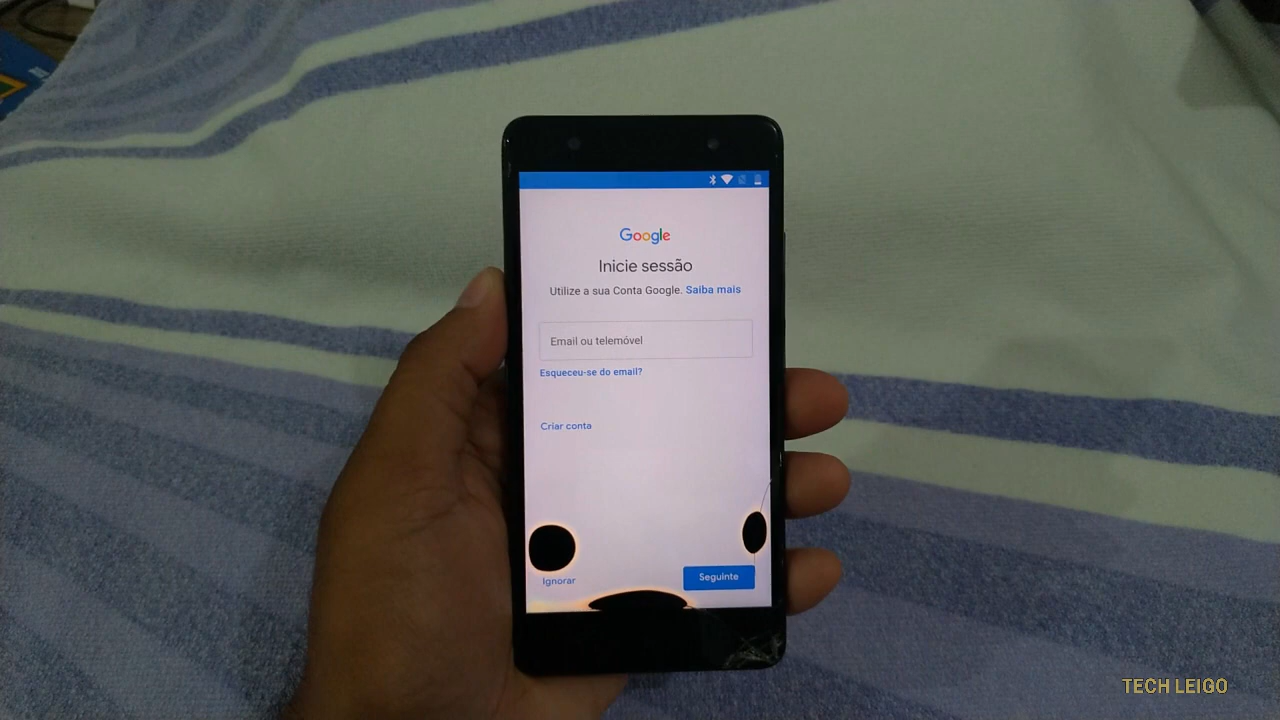 Google
Inicie sessão
Utilize a sua Conta Google. Saiba mais
Email ou telemóvel
Esqueceu-se do email?
Criar conta
Ignorar
Seguinte
TECH LEIGO